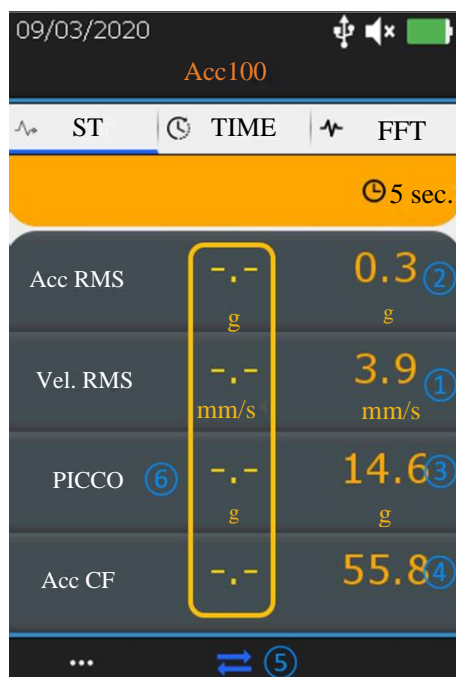 09/03/2020
Acc100
ST TIME FFT
5 sec.
Acc RMS -.- g 0.3 g ②
Vel. RMS -.- mm/s 3.9 mm/s ①
PICCO ⑥ -.- g 14.6 g ③
Acc CF -.- 55.8 ④
... ⑤